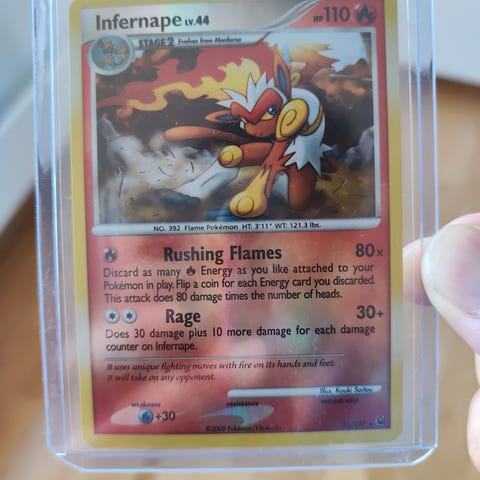 Infernape LV.44 HP 110
STAGE 2 Evolves from Monferno
NO. 392 Flame Pokémon HT: 3'11" WT: 121.3 lbs.
Rushing Flames 80x
Discard as many Energy as you like attached to your
Pokémon in play. Flip a coin for each Energy card you discarded.
This attack does 80 damage times the number of heads.
Rage 30+
Does 30 damage plus 10 more damage for each damage
counter on Infernape.
It uses unique fighting moves with fire on its hands and feet.
It will take on any opponent.
Illus. Kouki Saitou
weakness resistance retreat cost
+30
©2009 Pokémon/Nintendo